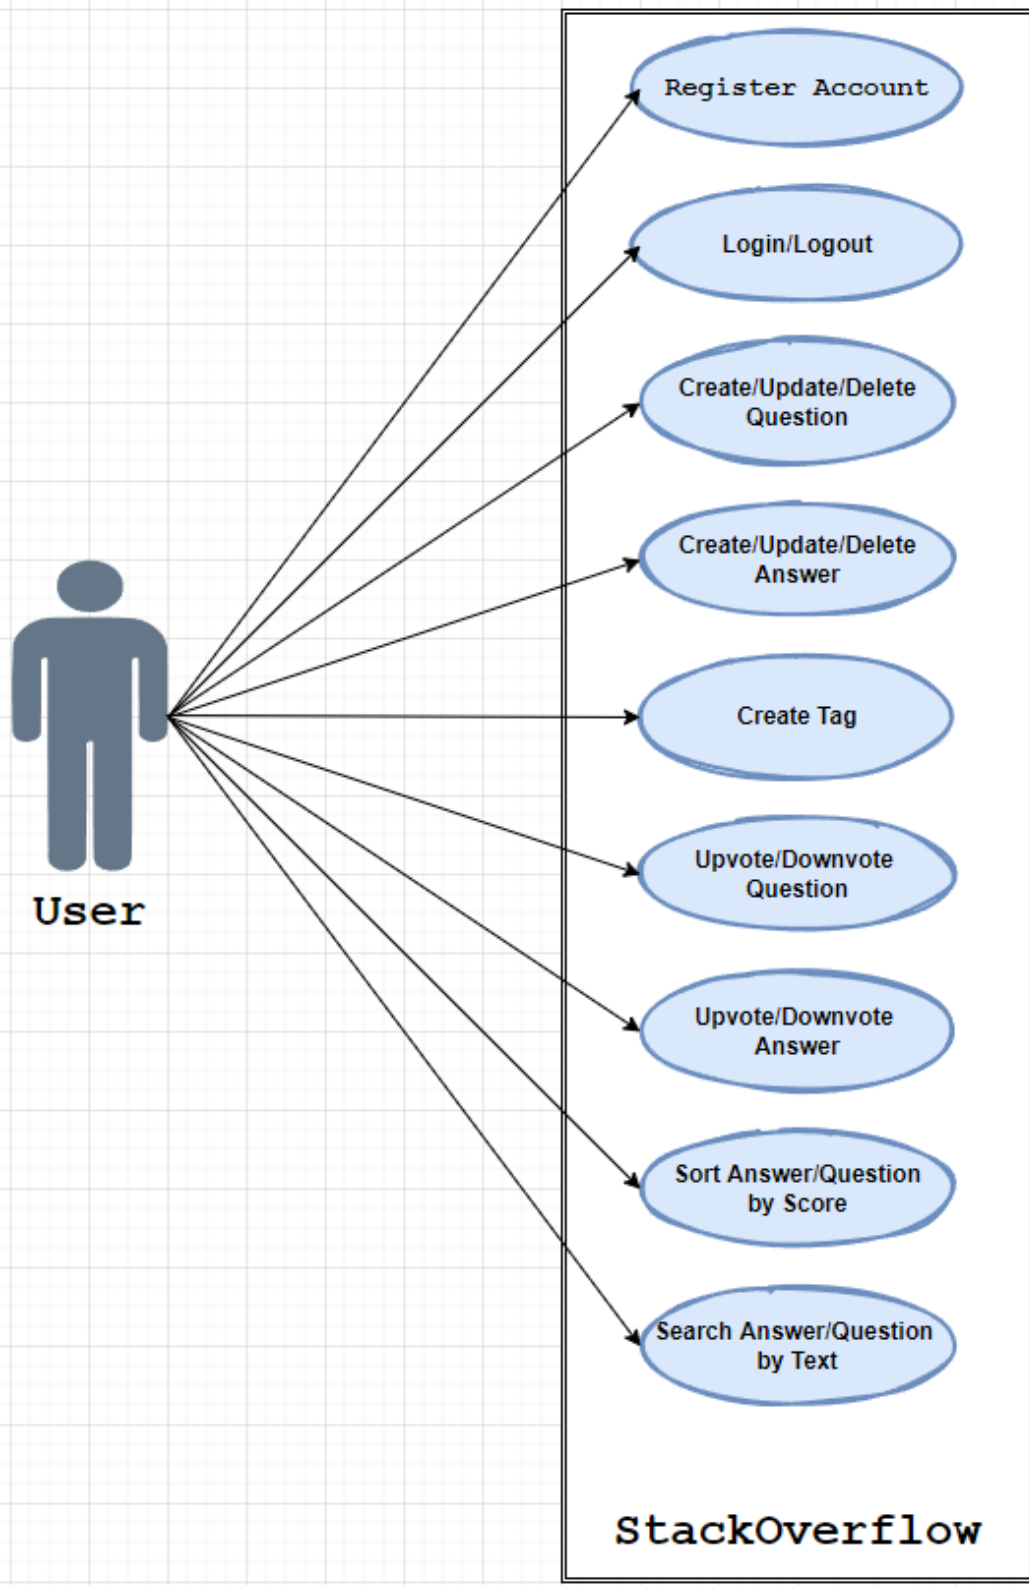 Register Account
Login/Logout
Create/Update/Delete
Question
Create/Update/Delete
Answer
Create Tag
Upvote/Downvote
Question
User
Upvote/Downvote
Answer
Sort Answer/Question
by Score
Search Answer/Question
by Text
StackOverflow